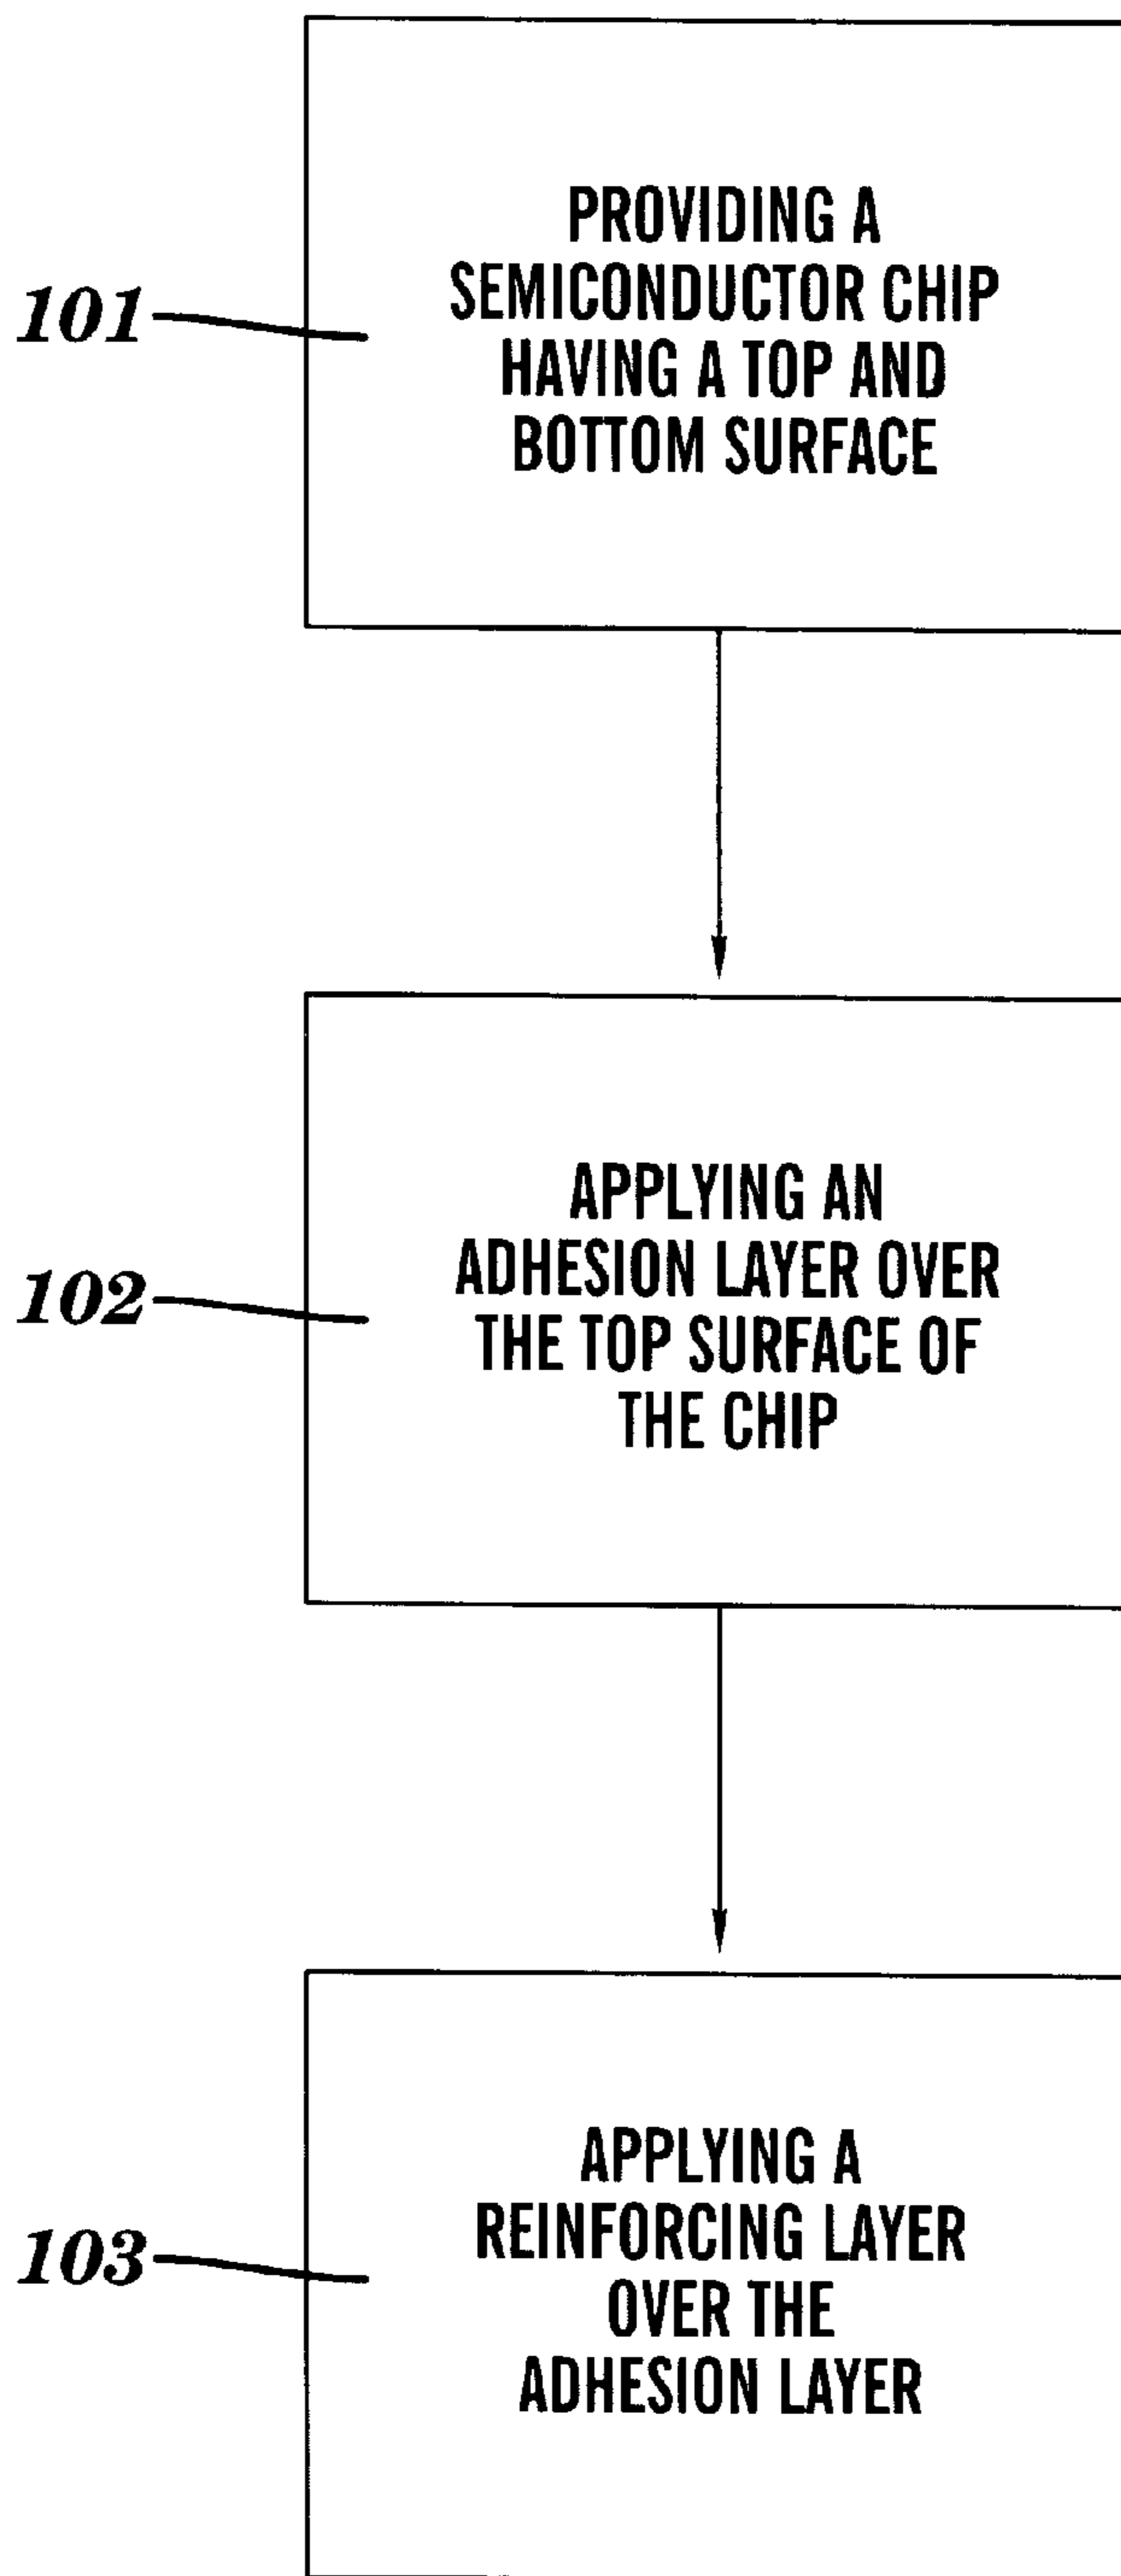 101
PROVIDING A
SEMICONDUCTOR CHIP
HAVING A TOP AND
BOTTOM SURFACE
102
APPLYING AN
ADHESION LAYER OVER
THE TOP SURFACE OF
THE CHIP
103
APPLYING A
REINFORCING LAYER
OVER THE
ADHESION LAYER